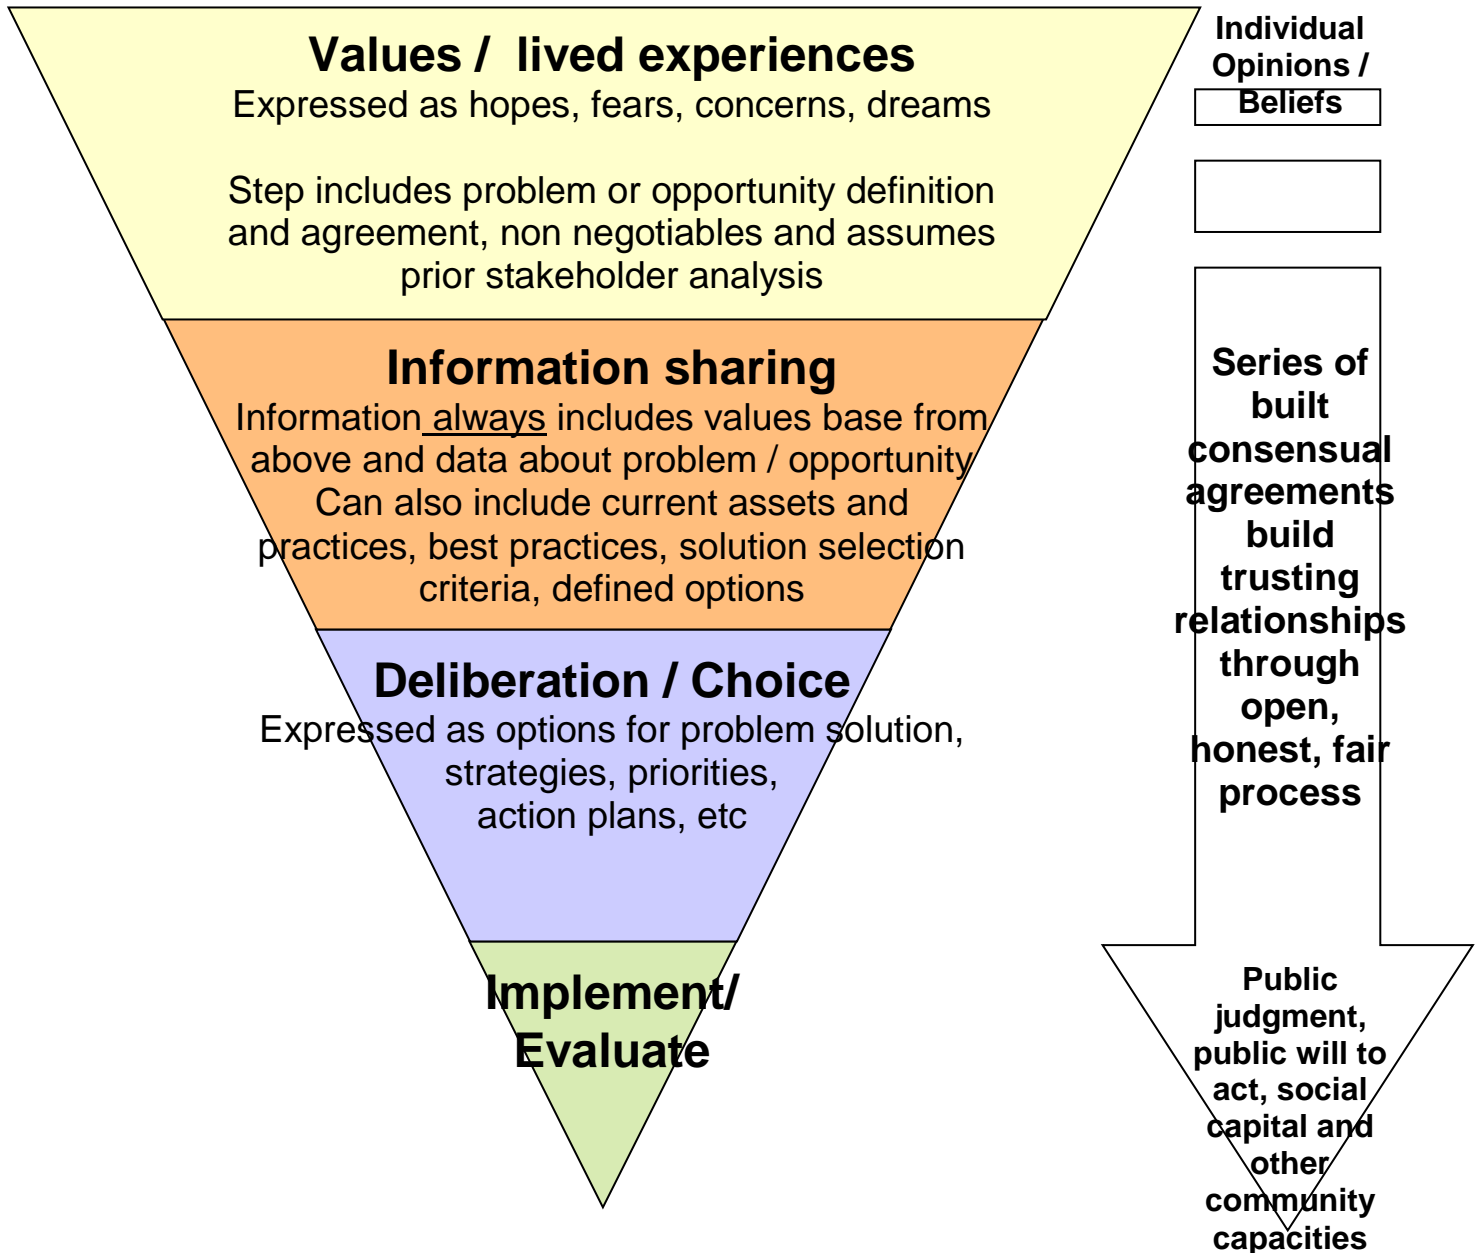 Values / lived experiences
Expressed as hopes, fears, concerns, dreams
Step includes problem or opportunity definition
and agreement, non negotiables and assumes
prior stakeholder analysis
Information sharing
Information always includes values base from
above and data about problem / opportunity
Can also include current assets and
practices, best practices, solution selection
criteria, defined options
Deliberation / Choice
Expressed as options for problem solution,
strategies, priorities,
action plans, etc
Implement/
Evaluate
Individual
Opinions /
Beliefs
Series of
built
consensual
agreements
build
trusting
relationships
through
open,
honest, fair
process
Public
judgment,
public will to
act, social
capital and
other
community
capacities